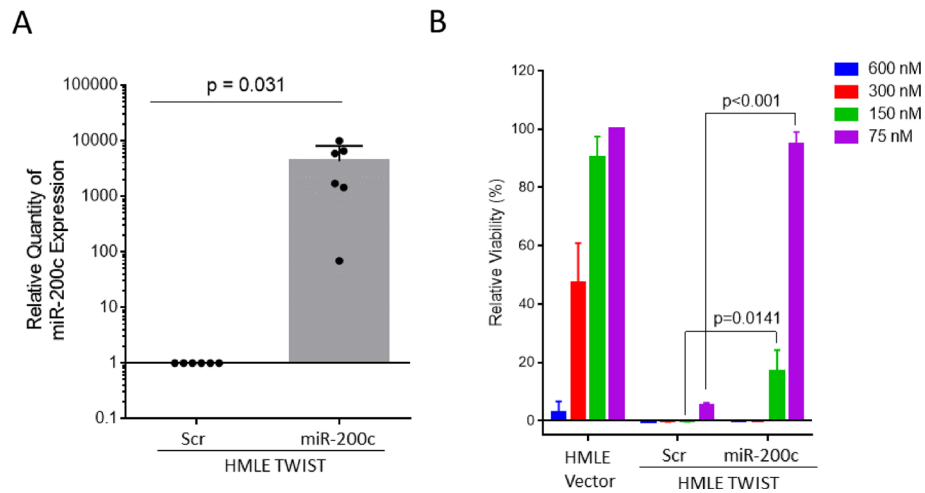 A
Relative Quantity of
miR-200c Expression
100000
10000
1000
100
10
1
0.1
p = 0.031
Scr
miR-200c
HMLE TWIST
B
Relative Viability (%)
120
100
80
60
40
20
0
p<0.001
p=0.0141
HMLE
Vector
Scr
miR-200c
HMLE TWIST
600 nM
300 nM
150 nM
75 nM